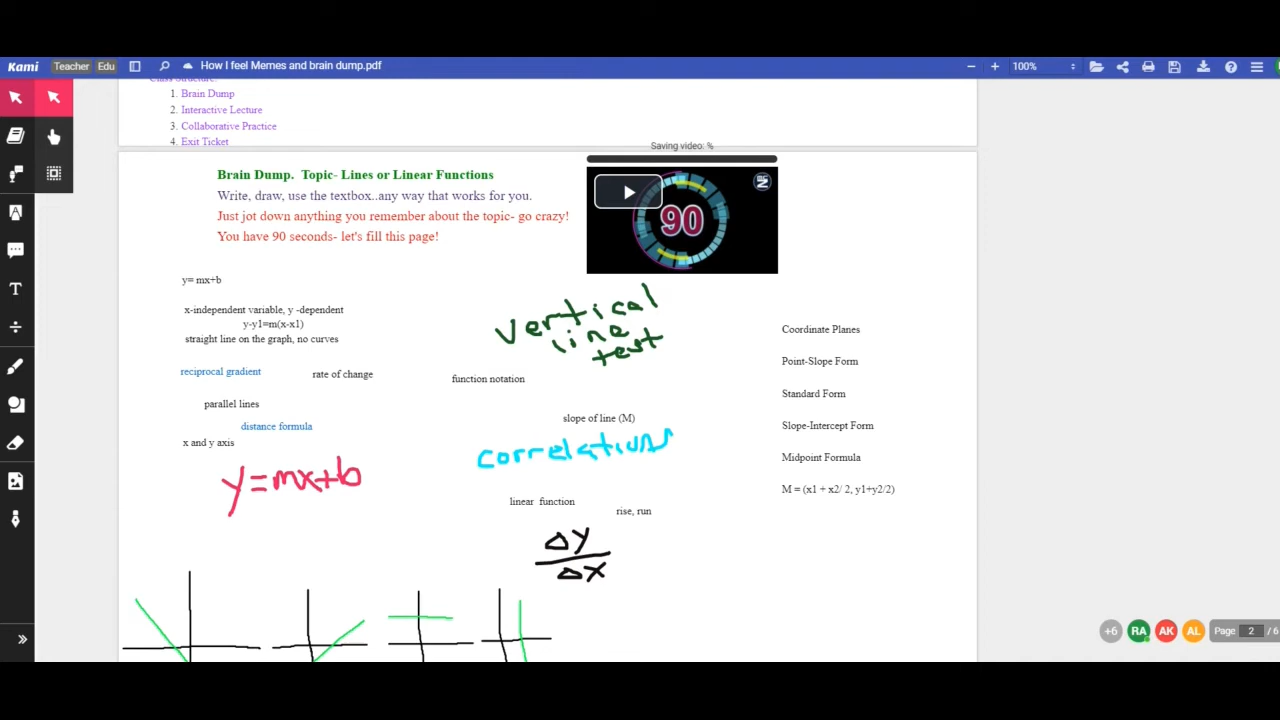 Kami Teacher Edu How I feel Memes and brain dump.pdf 100%
1. Brain Dump
2. Interactive Lecture
3. Collaborative Practice
4. Exit Ticket
Saving video: %
Brain Dump. Topic- Lines or Linear Functions
Write, draw, use the textbox..any way that works for you.
Just jot down anything you remember about the topic- go crazy!
You have 90 seconds- let's fill this page!
90
y= mx+b
x-independent variable, y -dependent
y-y1=m(x-x1)
straight line on the graph, no curves
reciprocal gradient
rate of change
parallel lines
distance formula
x and y axis
y=mx+b
vertical
line
test
function notation
slope of line (M)
correlations
linear function
rise, run
ΔY
ΔX
Coordinate Planes
Point-Slope Form
Standard Form
Slope-Intercept Form
Midpoint Formula
M = (x1 + x2/ 2, y1+y2/2)
+6 RA AK AL Page 2 / 6